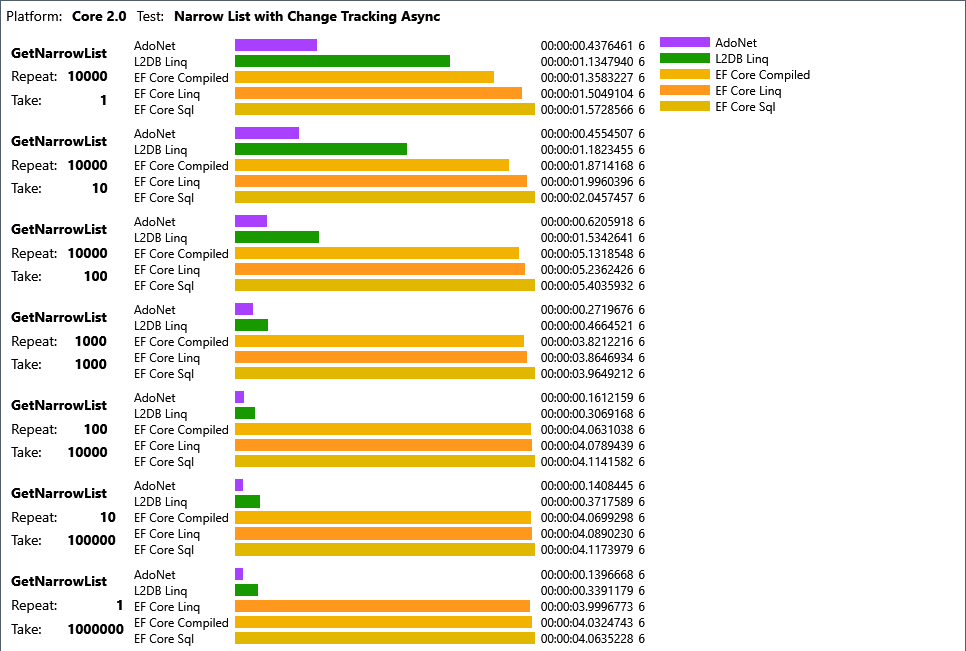 Platform: Core 2.0 Test: Narrow List with Change Tracking Async
GetNarrowList
Repeat: 10000
Take: 1
AdoNet 00:00:00.4376461 6
L2DB Linq 00:00:01.1347940 6
EF Core Compiled 00:00:01.3583227 6
EF Core Linq 00:00:01.5049104 6
EF Core Sql 00:00:01.5728566 6
AdoNet
L2DB Linq
EF Core Compiled
EF Core Linq
EF Core Sql
GetNarrowList
Repeat: 10000
Take: 10
AdoNet 00:00:00.4554507 6
L2DB Linq 00:00:01.1823455 6
EF Core Compiled 00:00:01.8714168 6
EF Core Linq 00:00:01.9960396 6
EF Core Sql 00:00:02.0457457 6
GetNarrowList
Repeat: 10000
Take: 100
AdoNet 00:00:00.6205918 6
L2DB Linq 00:00:01.5342641 6
EF Core Compiled 00:00:05.1318548 6
EF Core Linq 00:00:05.2362426 6
EF Core Sql 00:00:05.4035932 6
GetNarrowList
Repeat: 1000
Take: 1000
AdoNet 00:00:00.2719676 6
L2DB Linq 00:00:00.4664521 6
EF Core Compiled 00:00:03.8212216 6
EF Core Linq 00:00:03.8646934 6
EF Core Sql 00:00:03.9649212 6
GetNarrowList
Repeat: 100
Take: 10000
AdoNet 00:00:00.1612159 6
L2DB Linq 00:00:00.3069168 6
EF Core Compiled 00:00:04.0631038 6
EF Core Linq 00:00:04.0789439 6
EF Core Sql 00:00:04.1141582 6
GetNarrowList
Repeat: 10
Take: 100000
AdoNet 00:00:00.1408445 6
L2DB Linq 00:00:00.3717589 6
EF Core Compiled 00:00:04.0699298 6
EF Core Linq 00:00:04.0890230 6
EF Core Sql 00:00:04.1173979 6
GetNarrowList
Repeat: 1
Take: 1000000
AdoNet 00:00:00.1396668 6
L2DB Linq 00:00:00.3391179 6
EF Core Linq 00:00:03.9996773 6
EF Core Compiled 00:00:04.0324743 6
EF Core Sql 00:00:04.0635228 6